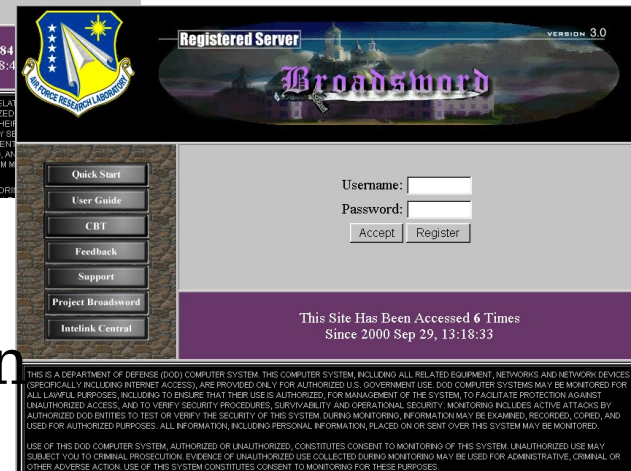 VERSION 3.0
Registered Server
Broadsword
AIR FORCE RESEARCH LABORATORY
84
8:4
Quick Start
User Guide
CBT
Feedback
Support
Project Broadsword
Intelink Central
Username:
Password:
Accept Register
This Site Has Been Accessed 6 Times
Since 2000 Sep 29, 13:18:33
n
THIS IS A DEPARTMENT OF DEFENSE (DOD) COMPUTER SYSTEM. THIS COMPUTER SYSTEM, INCLUDING ALL RELATED EQUIPMENT, NETWORKS AND NETWORK DEVICES
(SPECIFICALLY INCLUDING INTERNET ACCESS), ARE PROVIDED ONLY FOR AUTHORIZED U.S. GOVERNMENT USE. DOD COMPUTER SYSTEMS MAY BE MONITORED FOR
ALL LAWFUL PURPOSES, INCLUDING TO ENSURE THAT THEIR USE IS AUTHORIZED, FOR MANAGEMENT OF THE SYSTEM, TO FACILITATE PROTECTION AGAINST
UNAUTHORIZED ACCESS, AND TO VERIFY SECURITY PROCEDURES, SURVIVABILITY AND OPERATIONAL SECURITY. MONITORING INCLUDES ACTIVE ATTACKS BY
AUTHORIZED DOD ENTITIES TO TEST OR VERIFY THE SECURITY OF THIS SYSTEM. DURING MONITORING, INFORMATION MAY BE EXAMINED, RECORDED, COPIED, AND
USED FOR AUTHORIZED PURPOSES. ALL INFORMATION, INCLUDING PERSONAL INFORMATION, PLACED ON OR SENT OVER THIS SYSTEM MAY BE MONITORED.
USE OF THIS DOD COMPUTER SYSTEM, AUTHORIZED OR UNAUTHORIZED, CONSTITUTES CONSENT TO MONITORING OF THIS SYSTEM. UNAUTHORIZED USE MAY
SUBJECT YOU TO CRIMINAL PROSECUTION. EVIDENCE OF UNAUTHORIZED USE COLLECTED DURING MONITORING MAY BE USED FOR ADMINISTRATIVE, CRIMINAL OR
OTHER ADVERSE ACTION. USE OF THIS SYSTEM CONSTITUTES CONSENT TO MONITORING FOR THESE PURPOSES.